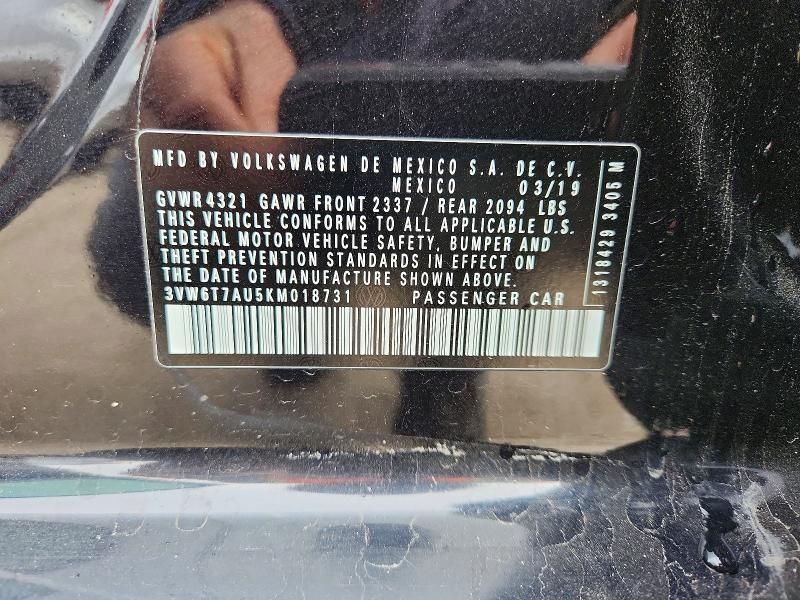 MFD BY VOLKSWAGEN DE MEXICO S.A. DE C.V.
MEXICO 03/19
GVWR 4321 GAWR FRONT 2337 / REAR 2094 LBS
THIS VEHICLE CONFORMS TO ALL APPLICABLE U.S.
FEDERAL MOTOR VEHICLE SAFETY, BUMPER AND
THEFT PREVENTION STANDARDS IN EFFECT ON
THE DATE OF MANUFACTURE SHOWN ABOVE.
3VW6T7AU5KM018731 PASSENGER CAR
1318429 3405 M